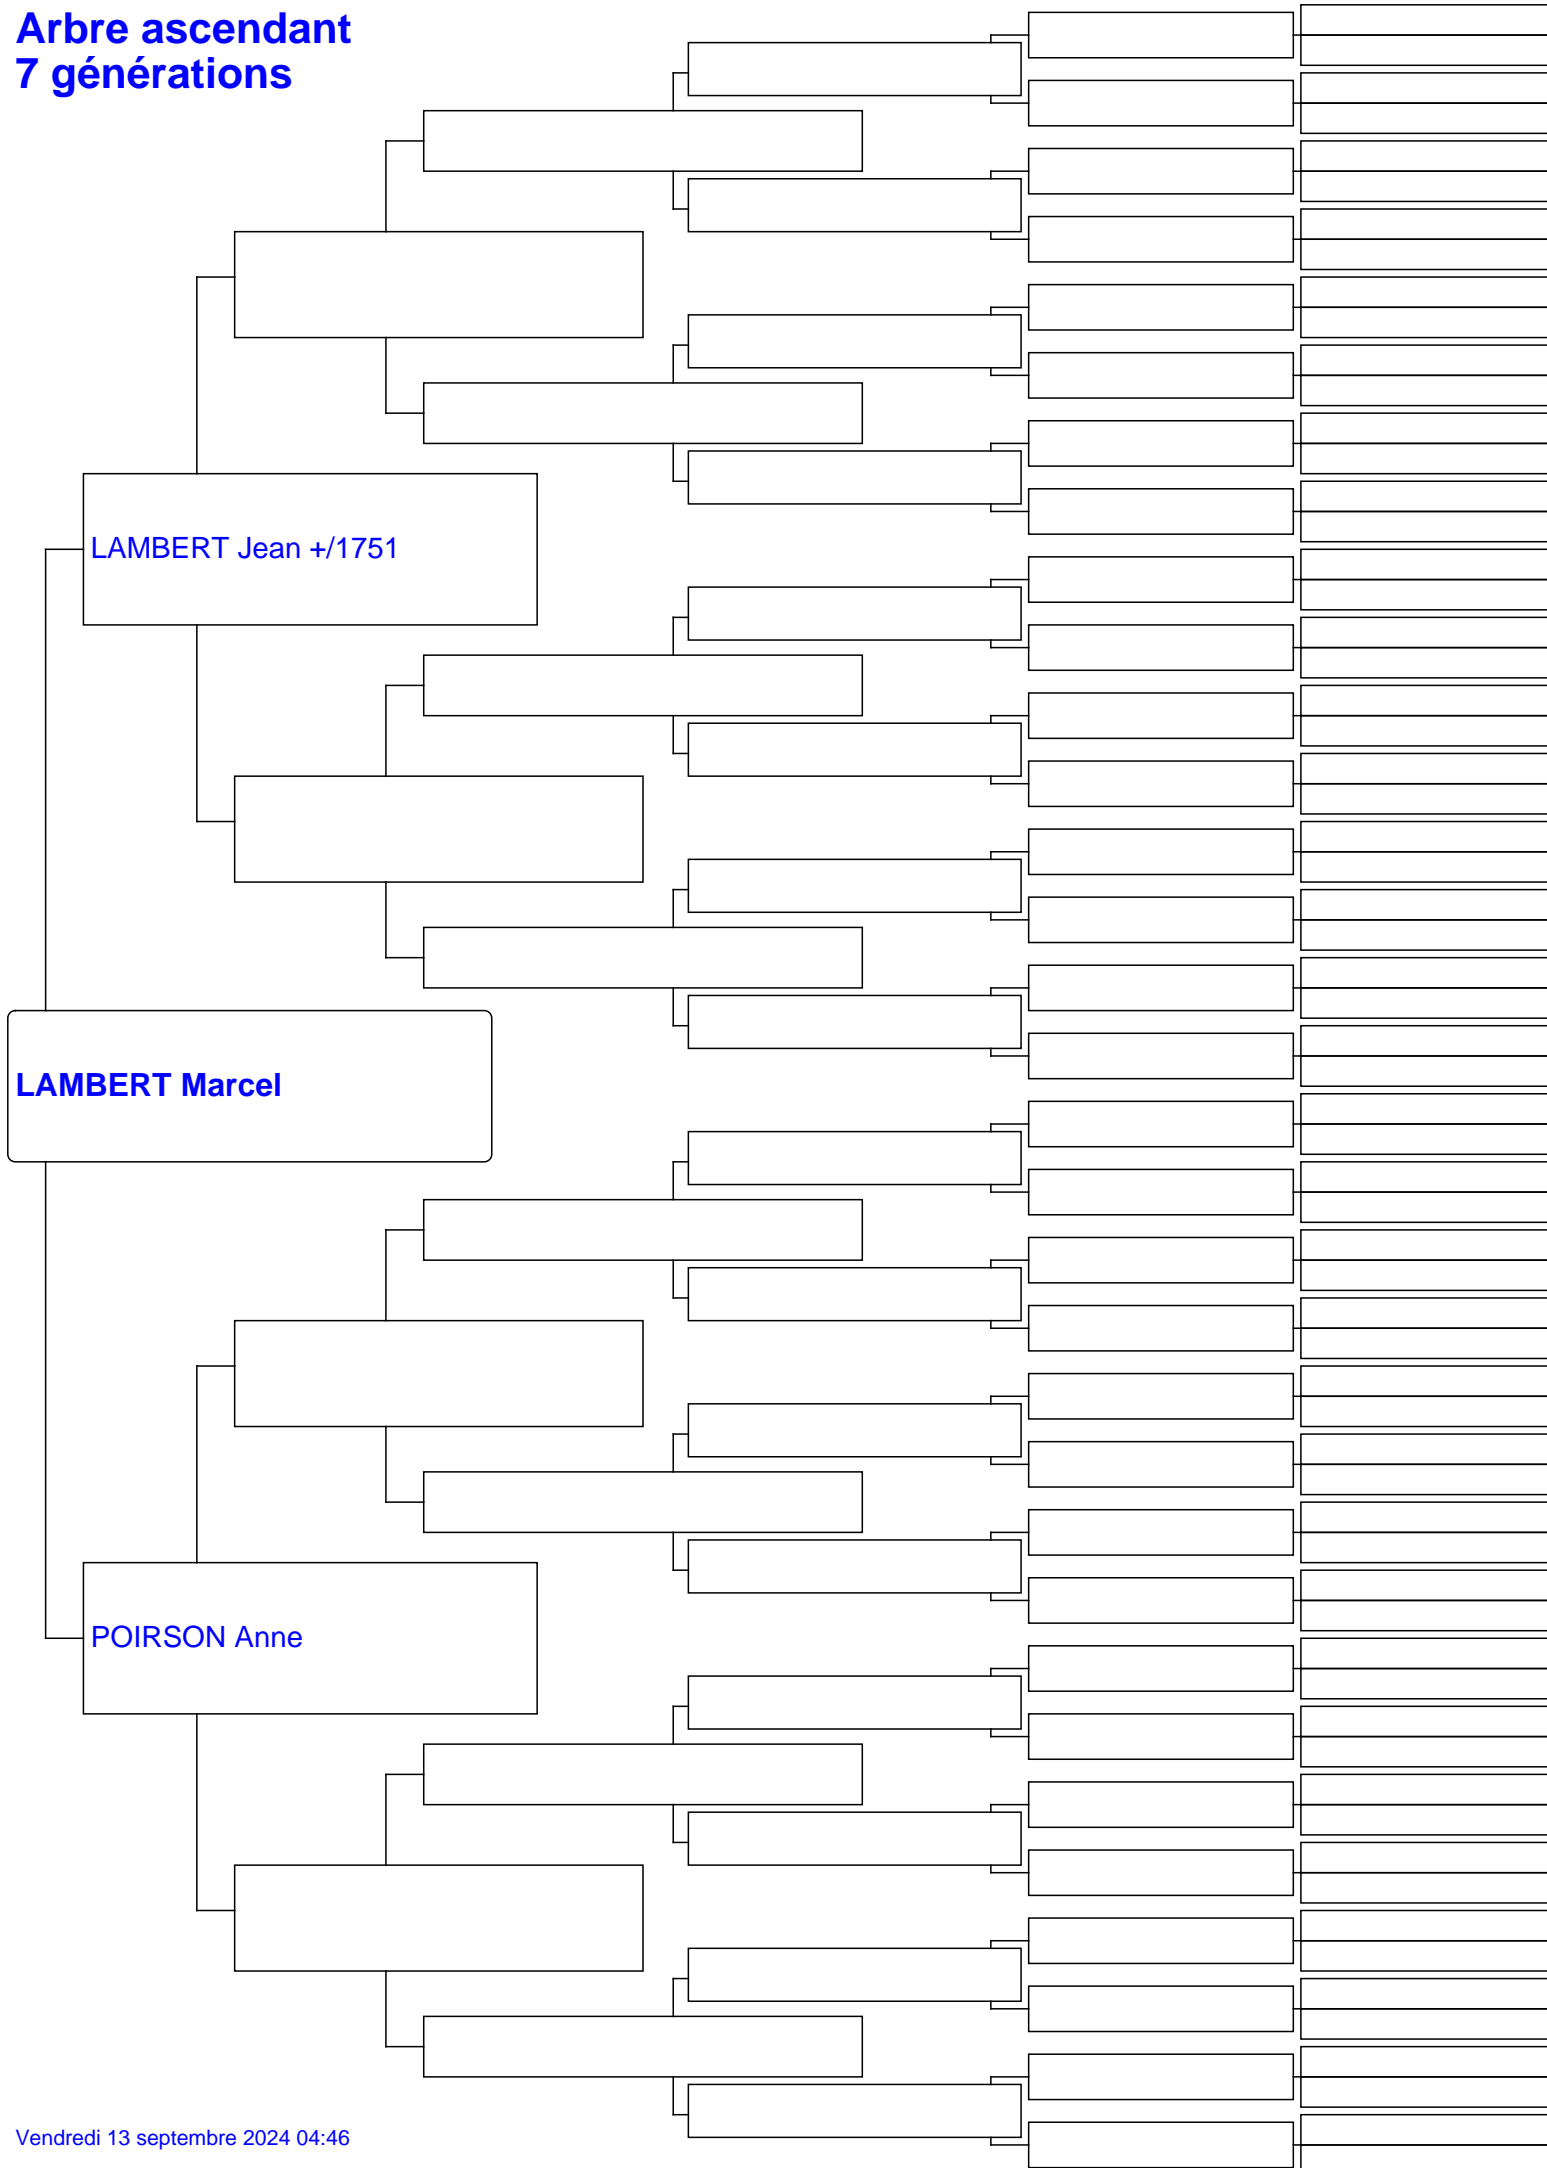 Arbre ascendant
7 générations
LAMBERT Jean +/1751
LAMBERT Marcel
POIRSON Anne
Vendredi 13 septembre 2024 04:46